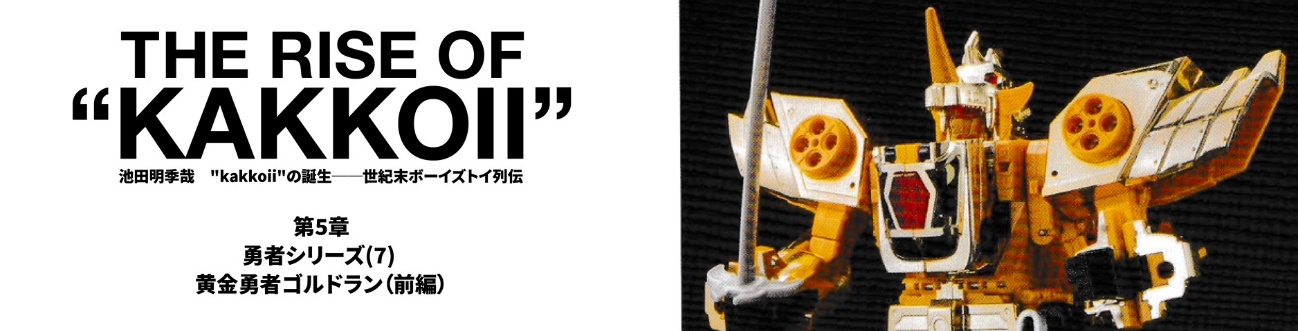 THE RISE OF
“KAKKOII”
池田明季哉　"kakkoii"の誕生──世紀末ボーイズトイ列伝
第5章
勇者シリーズ(7)
黄金勇者ゴルドラン（前編）